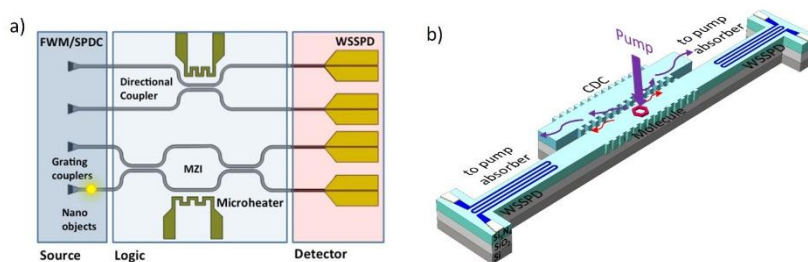 a)
FWM/SPDC
WSSPD
Directional
Coupler
Grating
couplers
MZI
Microheater
Nano
objects
Source
Logic
Detector
b)
Pump
to pump
absorber
CDC
WSSPD
Molecule
to pump
absorber
WSSPD
Si₃N₄
SiO₂
Si